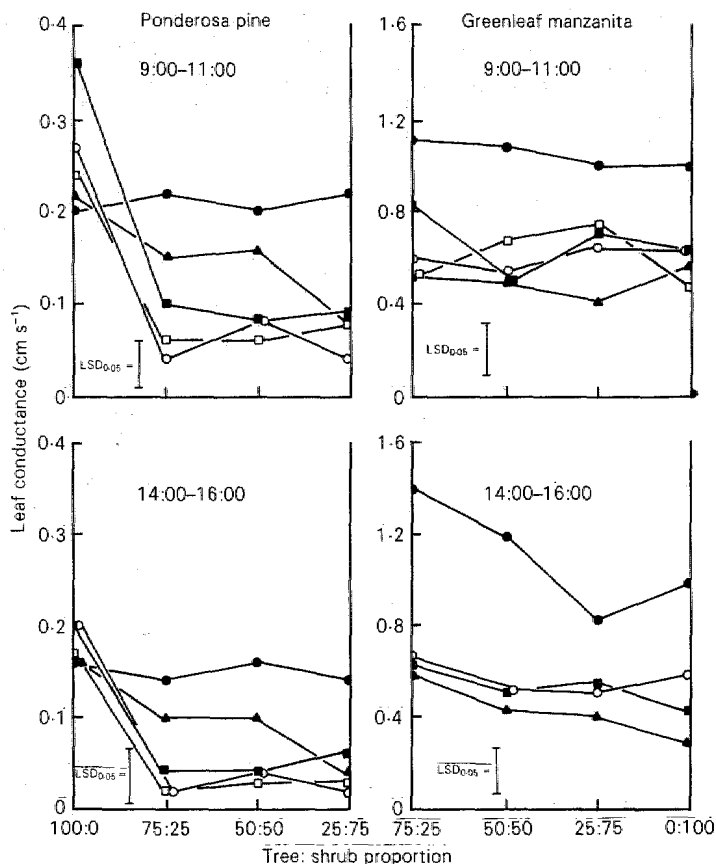 Ponderosa pine
Greenleaf manzanita
9:00–11:00
9:00–11:00
0·4
0·3
0·2
0·1
0
1·6
1·2
0·8
0·4
0
LSD0·05 =
LSD0·05 =
Leaf conductance (cm s⁻¹)
14:00–16:00
14:00–16:00
0·4
0·3
0·2
0·1
0
1·6
1·2
0·8
0·4
0
LSD0·05 =
LSD0·05 =
100:0 75:25 50:50 25:75
75:25 50:50 25:75 0:100
Tree: shrub proportion